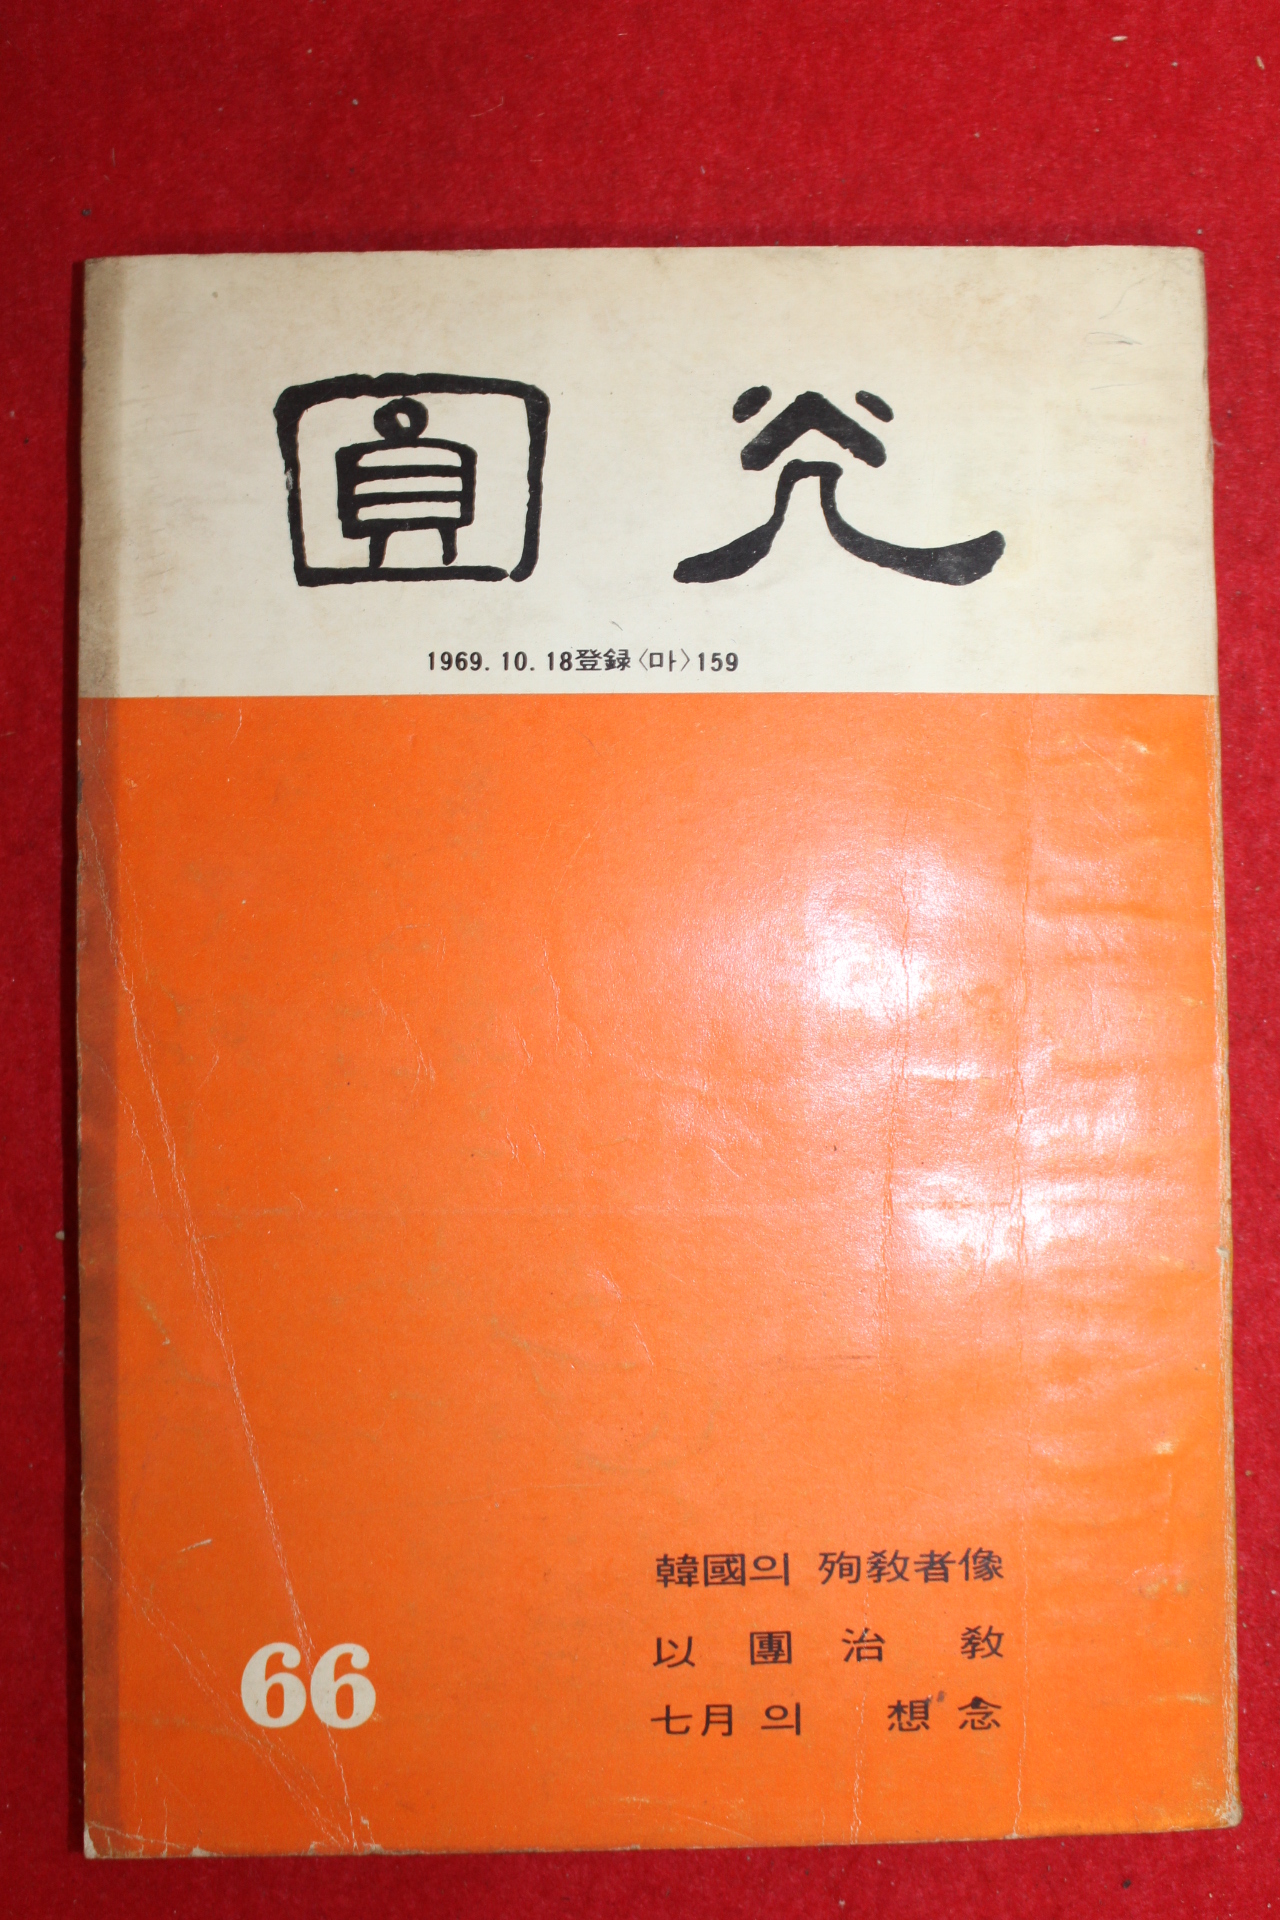 圓光
1969. 10. 18登録〈마〉159
韓國의 殉敎者像
以團治敎
七月의 想念
66